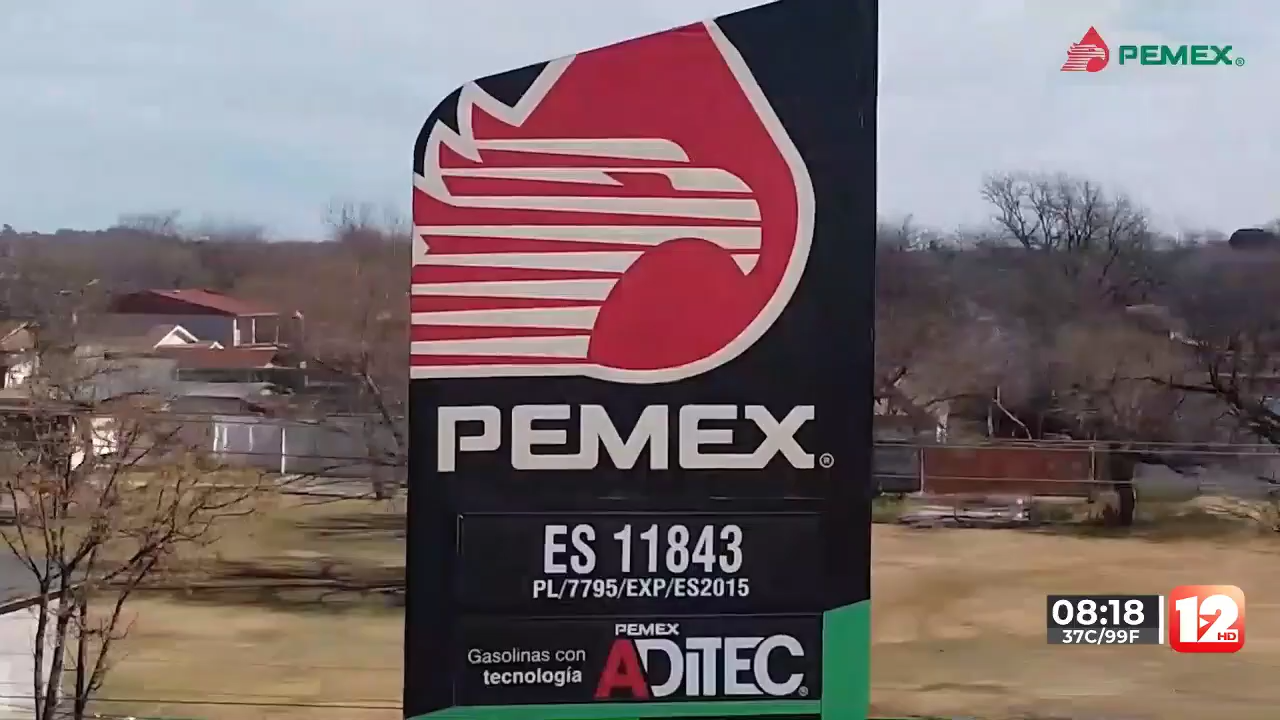 PEMEX®
PEMEX®
ES 11843
PL/7795/EXP/ES2015
Gasolinas con
tecnología
PEMEX
ADiTEC®
08:18
37C/99F
12
HD